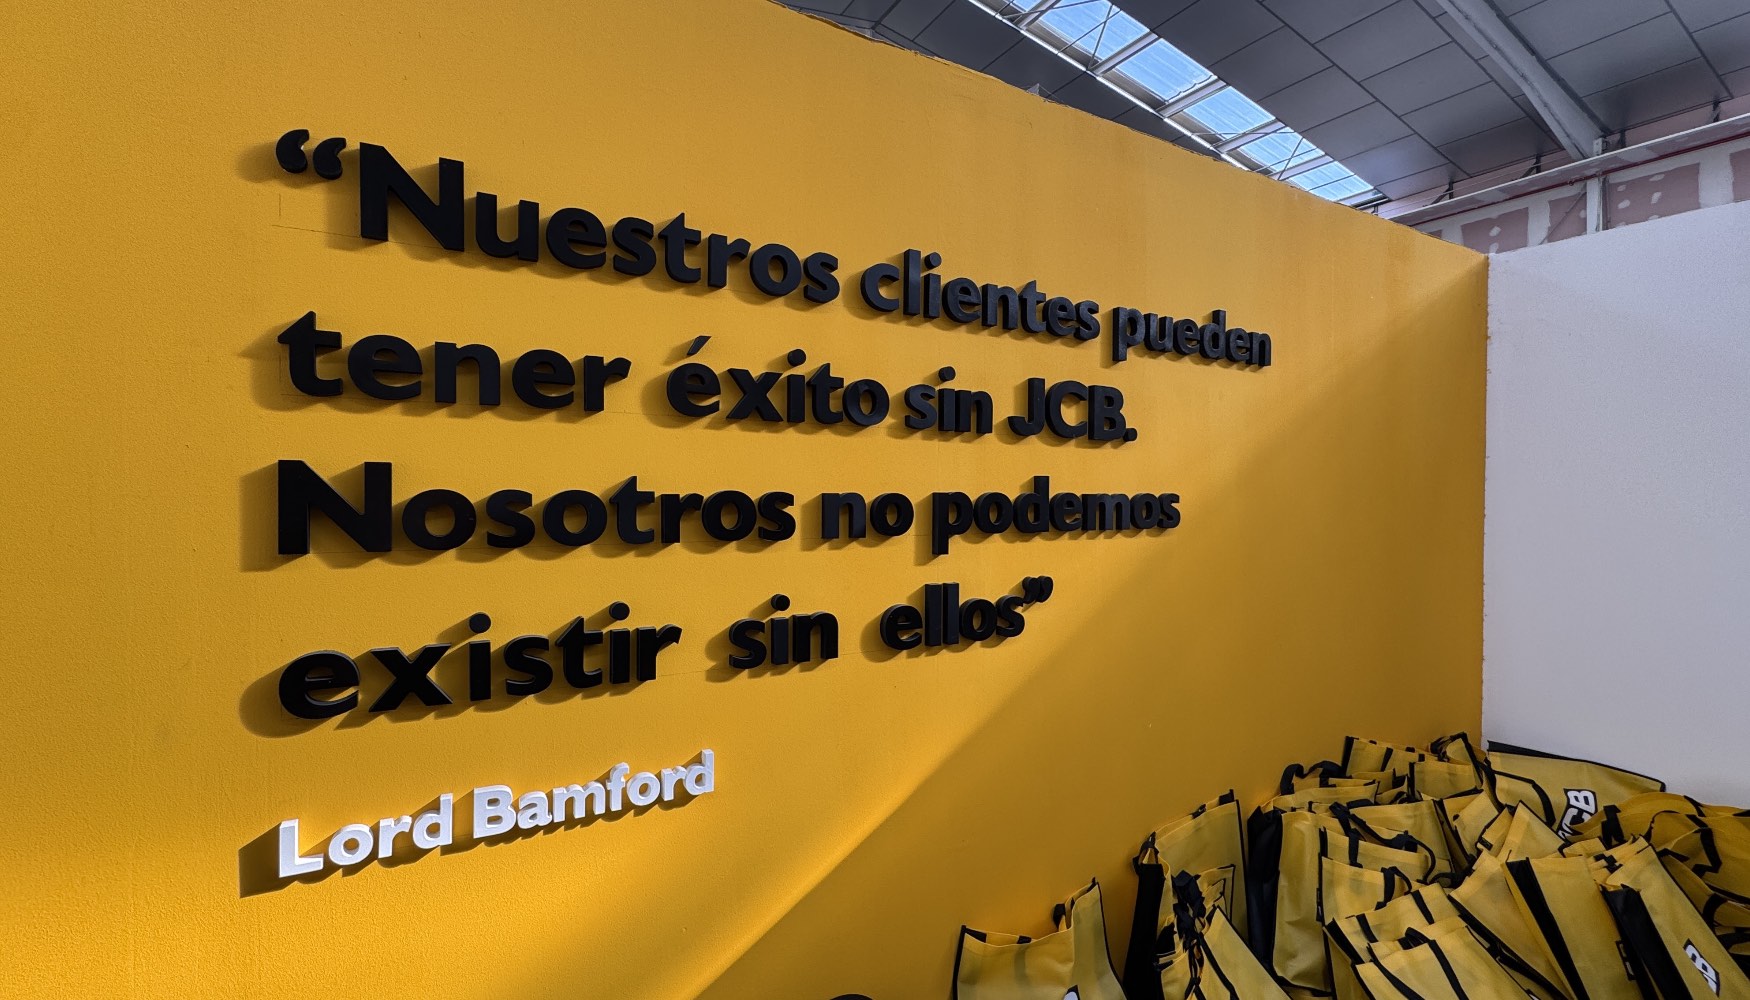 “Nuestros clientes pueden
tener éxito sin JCB.
Nosotros no podemos
existir sin ellos”
Lord Bamford